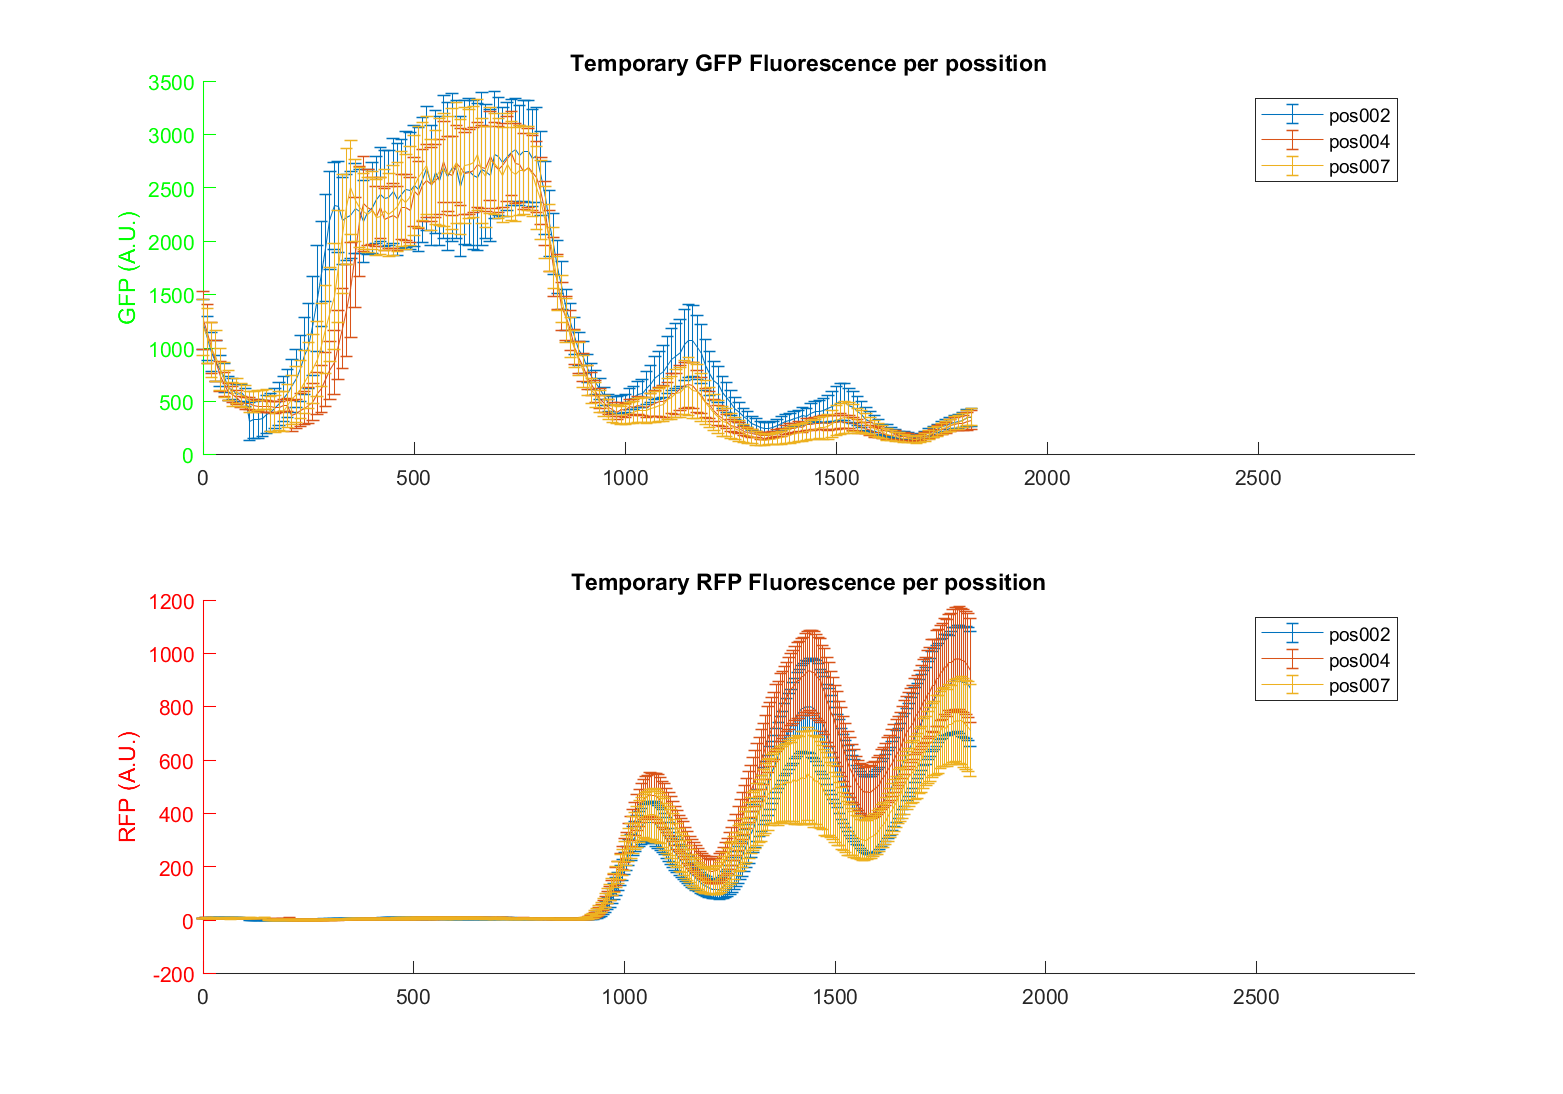 Temporary GFP Fluorescence per possition
3500
3000
2500
2000
1500
1000
500
0
GFP (A.U.)
0 500 1000 1500 2000 2500
pos002
pos004
pos007
Temporary RFP Fluorescence per possition
1200
1000
800
600
400
200
0
-200
RFP (A.U.)
0 500 1000 1500 2000 2500
pos002
pos004
pos007